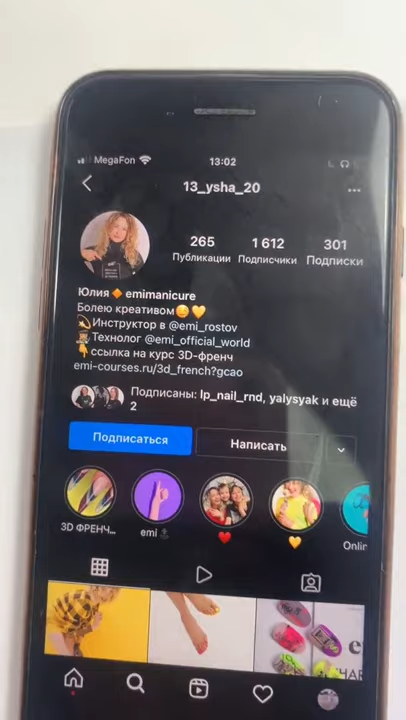 MegaFon
13:02
13_ysha_20
265
1 612
301
Публикации
Подписчики
Подписки
Юлия🔸emimanicure
Болею креативом
Инструктор в @emi_rostov
Технолог @emi_official_world
ссылка на курс 3D-френч
emi-courses.ru/3d_french?gcao
Подписаны: lp_nail_rnd, yalysyak и ещё
2
Подписаться
Написать
3D ФРЕНЧ...
emi
Onlin